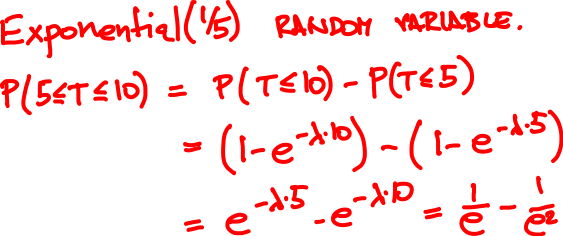 Exponential(1/5) RANDOM VARIABLE.
P(5≤T≤10) = P(T≤10) - P(T≤5)
= (1-e^{-λ·10}) - (1-e^{-λ·5})
= e^{-λ·5} - e^{-λ·10} = 1/e - 1/e²